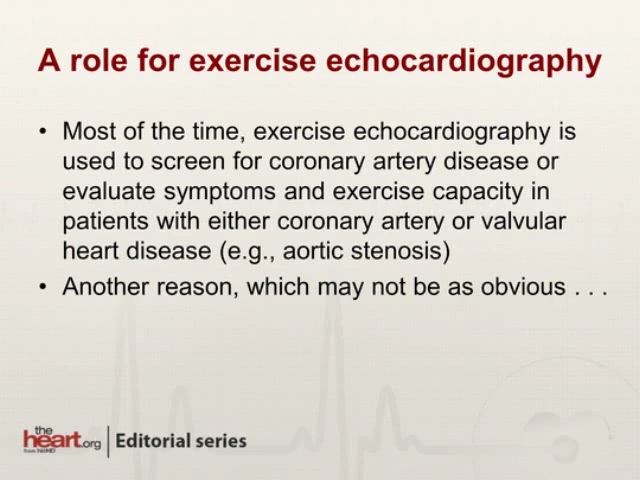 A role for exercise echocardiography
• Most of the time, exercise echocardiography is
used to screen for coronary artery disease or
evaluate symptoms and exercise capacity in
patients with either coronary artery or valvular
heart disease (e.g., aortic stenosis)
• Another reason, which may not be as obvious . . .
the
heart.org
from WebMD
Editorial series